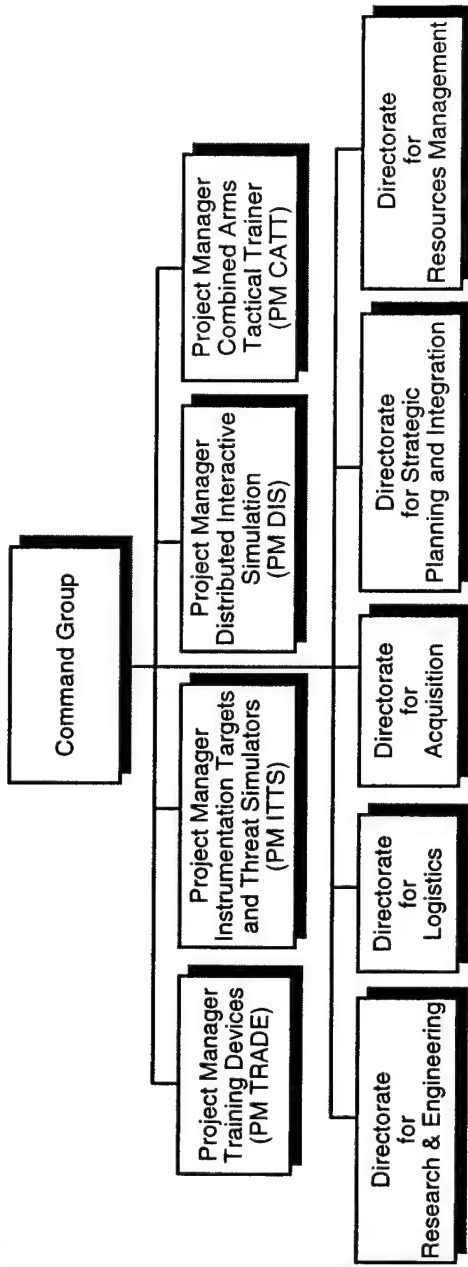 Command Group
Project Manager
Training Devices
(PM TRADE)
Project Manager
Instrumentation Targets
and Threat Simulators
(PM ITTS)
Project Manager
Distributed Interactive
Simulation
(PM DIS)
Project Manager
Combined Arms
Tactical Trainer
(PM CATT)
Directorate
for
Research & Engineering
Directorate
for
Logistics
Directorate
for
Acquisition
Directorate
for Strategic
Planning and Integration
Directorate
for
Resources Management